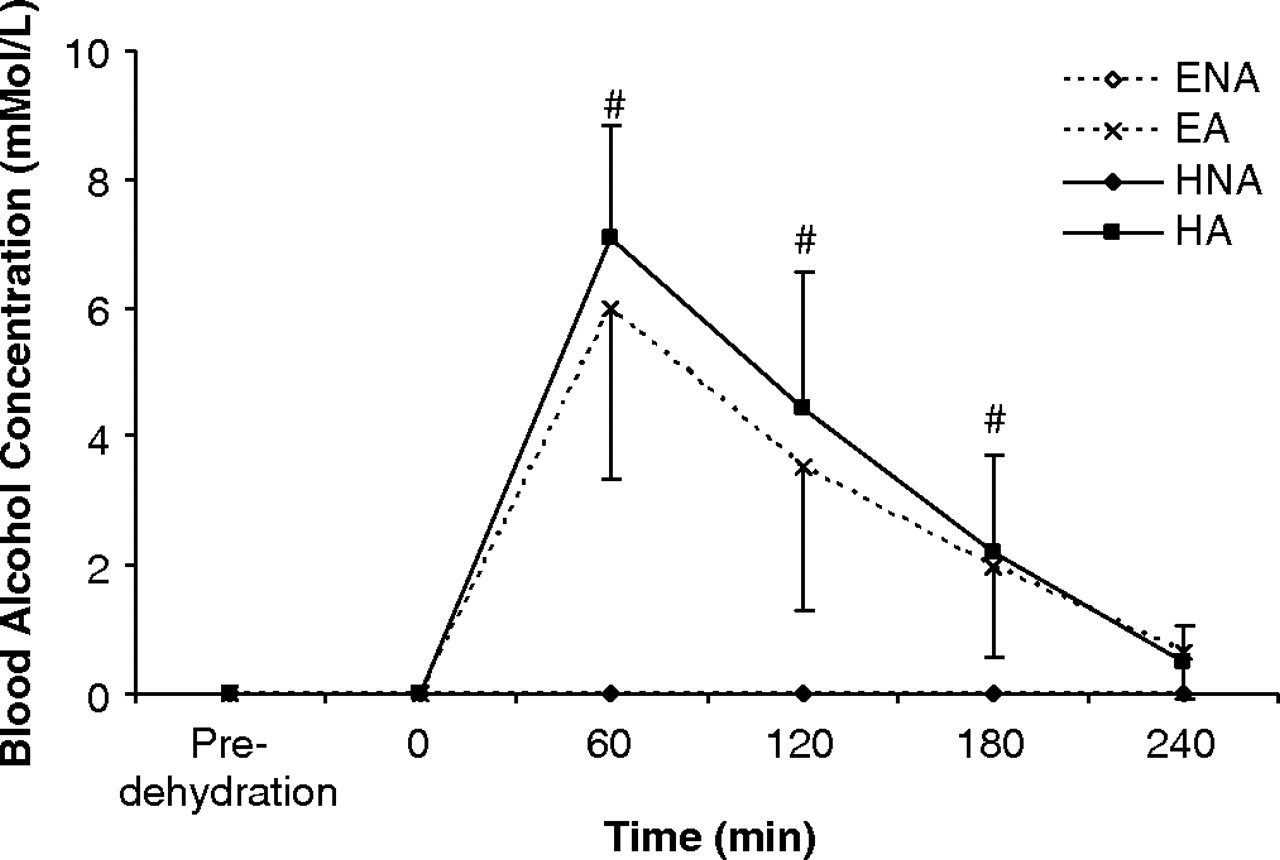 Blood Alcohol Concentration (mMol/L)
10
8
6
4
2
0
#
#
#
ENA
EA
HNA
HA
Pre-
dehydration
0
60
120
180
240
Time (min)